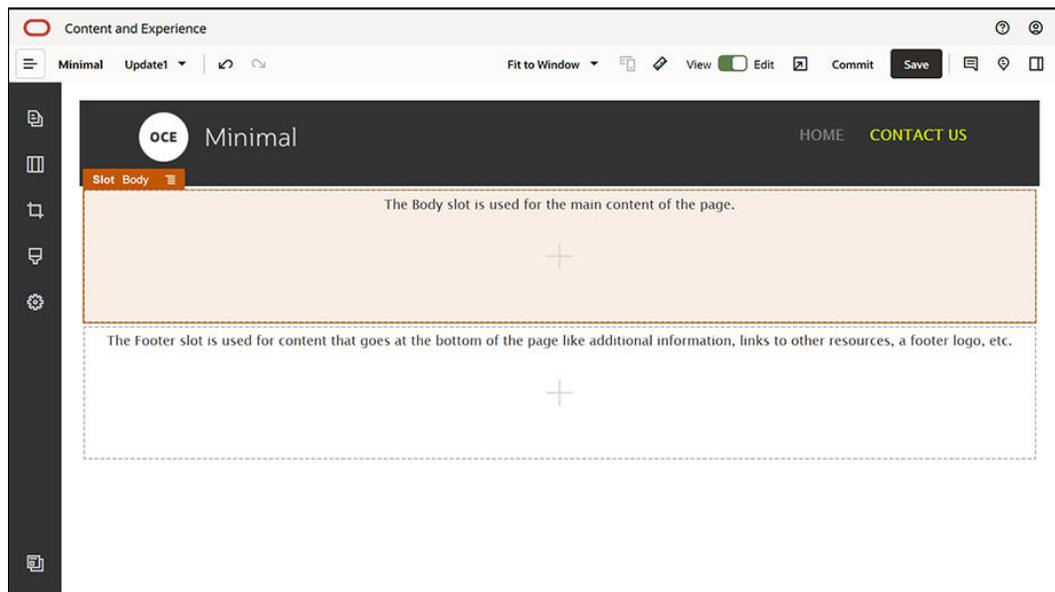 Content and Experience
Minimal Update1 Fit to Window View Edit Commit Save
OCE Minimal HOME CONTACT US
Slot Body
The Body slot is used for the main content of the page.
The Footer slot is used for content that goes at the bottom of the page like additional information, links to other resources, a footer logo, etc.